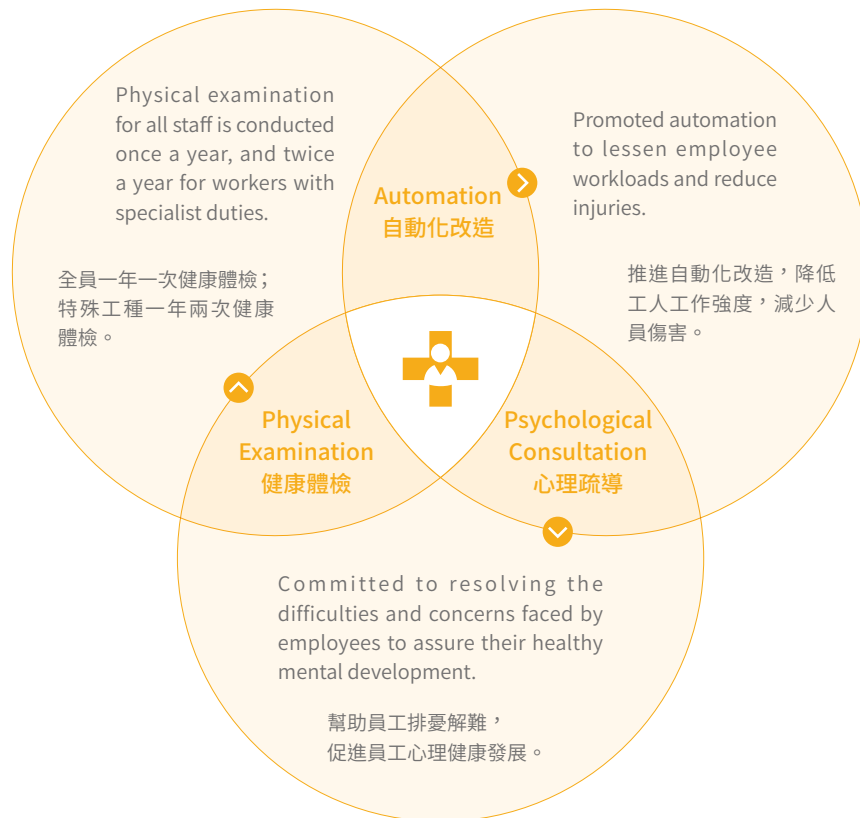 Physical examination
for all staff is conducted
once a year, and twice
a year for workers with
specialist duties.
全員一年一次健康體檢；
特殊工種一年兩次健康
體檢。
Automation
自動化改造
Promoted automation
to lessen employee
workloads and reduce
injuries.
推進自動化改造，降低
工人工作強度，減少人
員傷害。
Physical
Examination
健康體檢
Psychological
Consultation
心理疏導
Committed to resolving the
difficulties and concerns faced by
employees to assure their healthy
mental development.
幫助員工排憂解難，
促進員工心理健康發展。